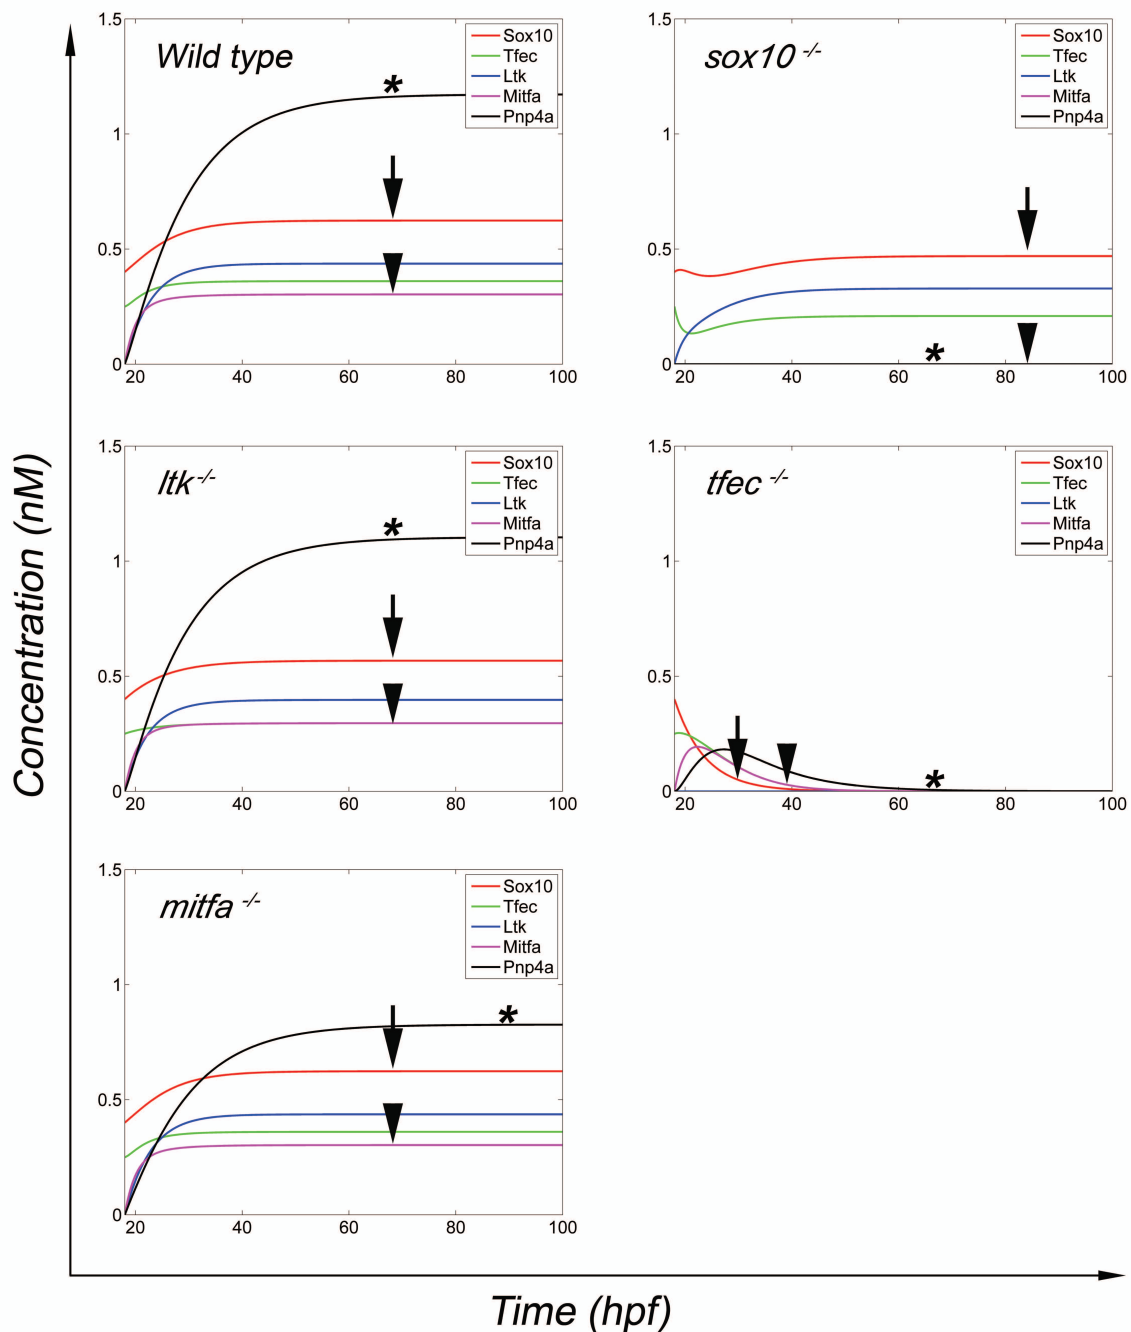 Wild type
Sox10
Tfec
Ltk
Mitfa
Pnp4a
*
1.5
1
0.5
0
20 40 60 80 100
sox10 -/-
Sox10
Tfec
Ltk
Mitfa
Pnp4a
*
1.5
1
0.5
0
20 40 60 80 100
ltk -/-
Sox10
Tfec
Ltk
Mitfa
Pnp4a
*
1.5
1
0.5
0
20 40 60 80 100
tfec -/-
Sox10
Tfec
Ltk
Mitfa
Pnp4a
*
1.5
1
0.5
0
20 40 60 80 100
mitfa -/-
Sox10
Tfec
Ltk
Mitfa
Pnp4a
*
1.5
1
0.5
0
20 40 60 80 100
Concentration (nM)
Time (hpf)